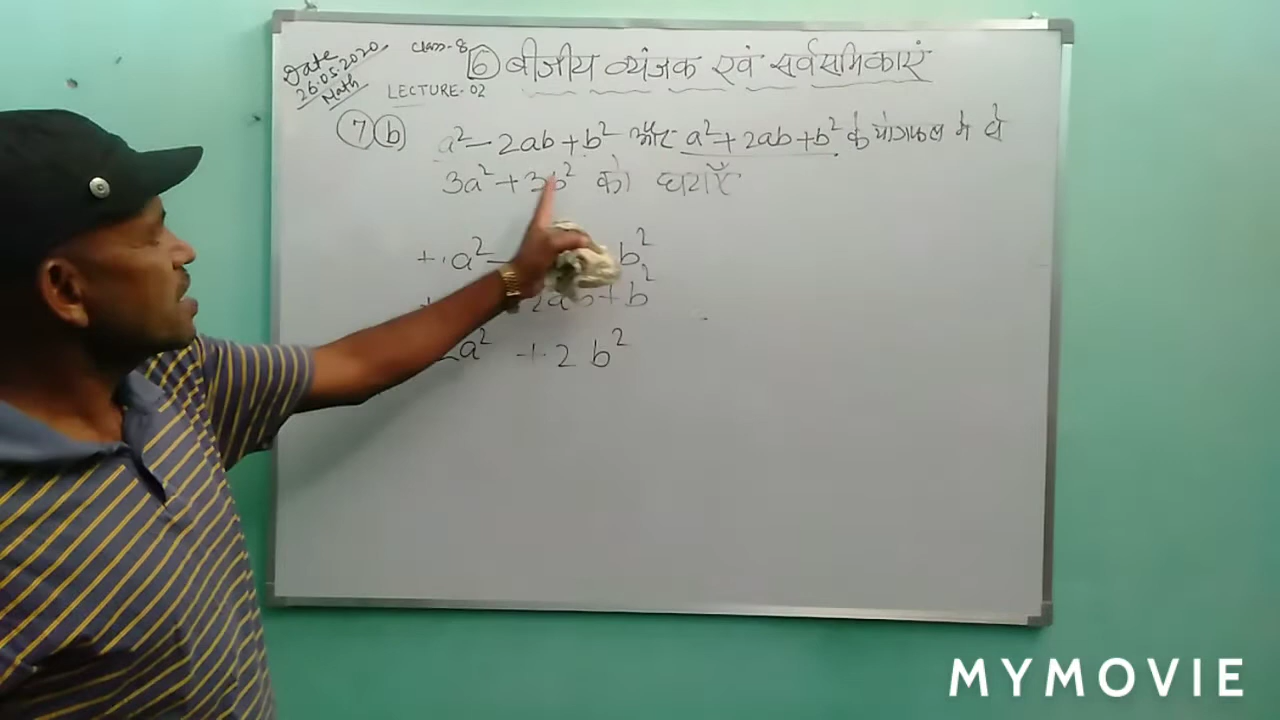 Date 26.05.2020 Math
Class-8
6 बीजीय व्यंजक एवं सर्वसमिकाएं
LECTURE-02
7 b a²-2ab+b² और a²+2ab+b² के योगफल में से
3a²+3b² को घटाएँ
+ a² - b²
2ab+b²
2a² +2b²
MYMOVIE